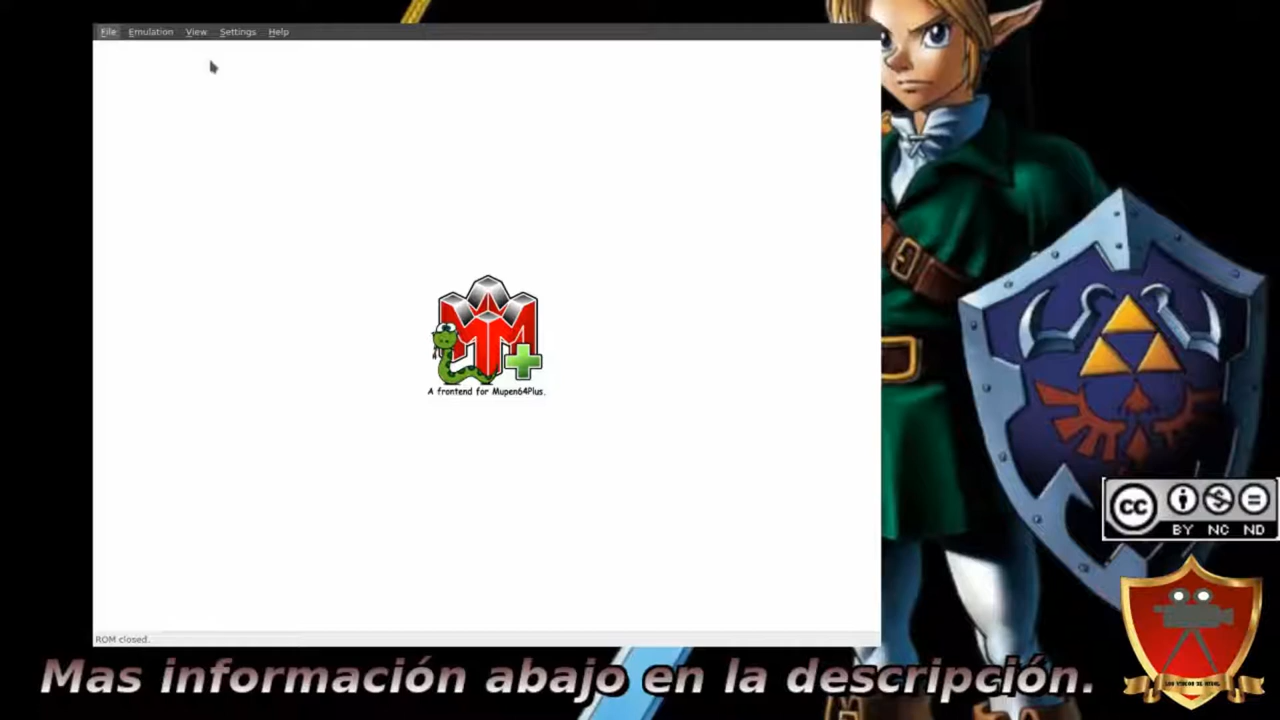 File Emulation View Settings Help
A frontend for Mupen64Plus.
CC BY NC ND
ROM closed.
Mas información abajo en la descripción.